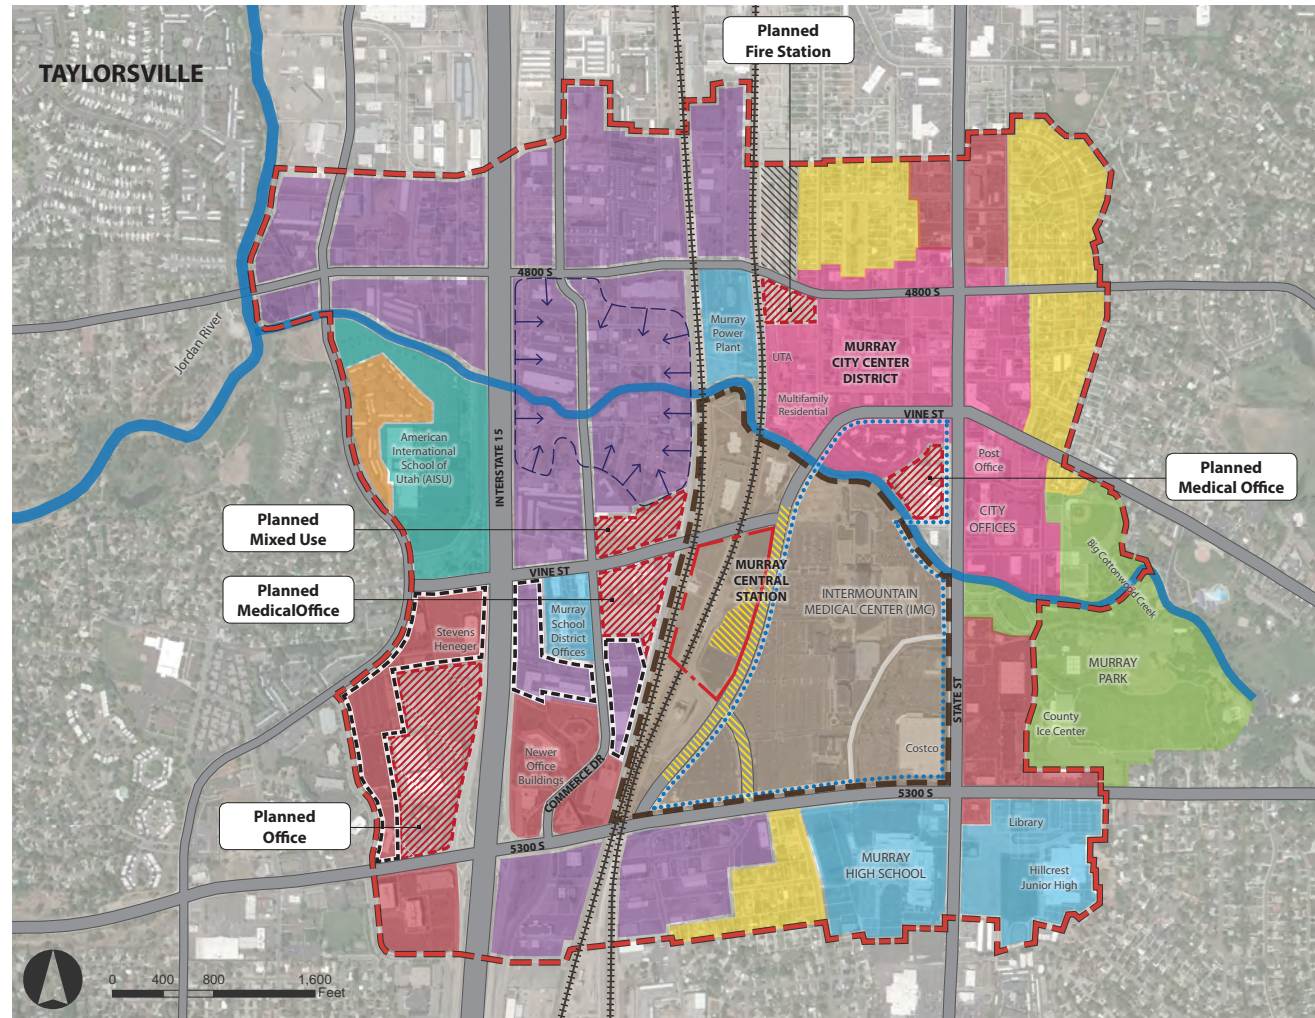 Planned
Fire Station
TAYLORSVILLE
4800 S
4800 S
Jordan River
Murray
Power
Plant
UTA
MURRAY
CITY CENTER
DISTRICT
Multifamily
Residential
VINE ST
American
International
School of
Utah (AISU)
INTERSTATE 15
Post
Office
Planned
Medical Office
CITY
OFFICES
Planned
Mixed Use
Big Cottonwood Creek
VINE ST
MURRAY
CENTRAL
STATION
INTERMOUNTAIN
MEDICAL CENTER (IMC)
Planned
MedicalOffice
Murray
School
District
Offices
Stevens
Heneger
MURRAY
PARK
STATE ST
County
Ice Center
Newer
Office
Buildings
Costco
COMMERCE DR
5300 S
Planned
Office
5300 S
Library
MURRAY
HIGH SCHOOL
Hillcrest
Junior High
0 400 800 1,600
Feet